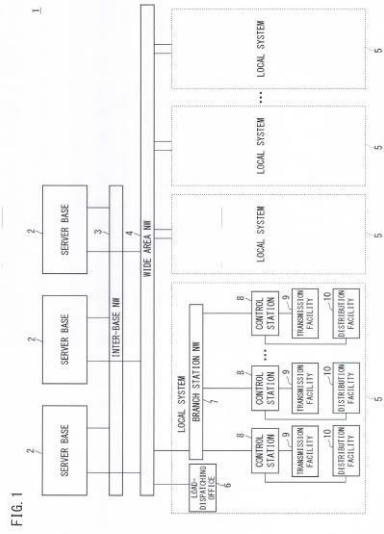 FIG. 1
1
2
2
2
SERVER BASE
SERVER BASE
SERVER BASE
3
INTER-BASE NW
4
WIDE AREA NW
LOCAL SYSTEM
LOCAL SYSTEM
LOCAL SYSTEM
...
LOCAL SYSTEM
BRANCH STATION NW
7
LOAD-
DISPATCHING
OFFICE
6
8
CONTROL
STATION
9
TRANSMISSION
FACILITY
10
DISTRIBUTION
FACILITY
8
CONTROL
STATION
9
TRANSMISSION
FACILITY
10
DISTRIBUTION
FACILITY
...
8
CONTROL
STATION
9
TRANSMISSION
FACILITY
10
DISTRIBUTION
FACILITY
5
5
5
5